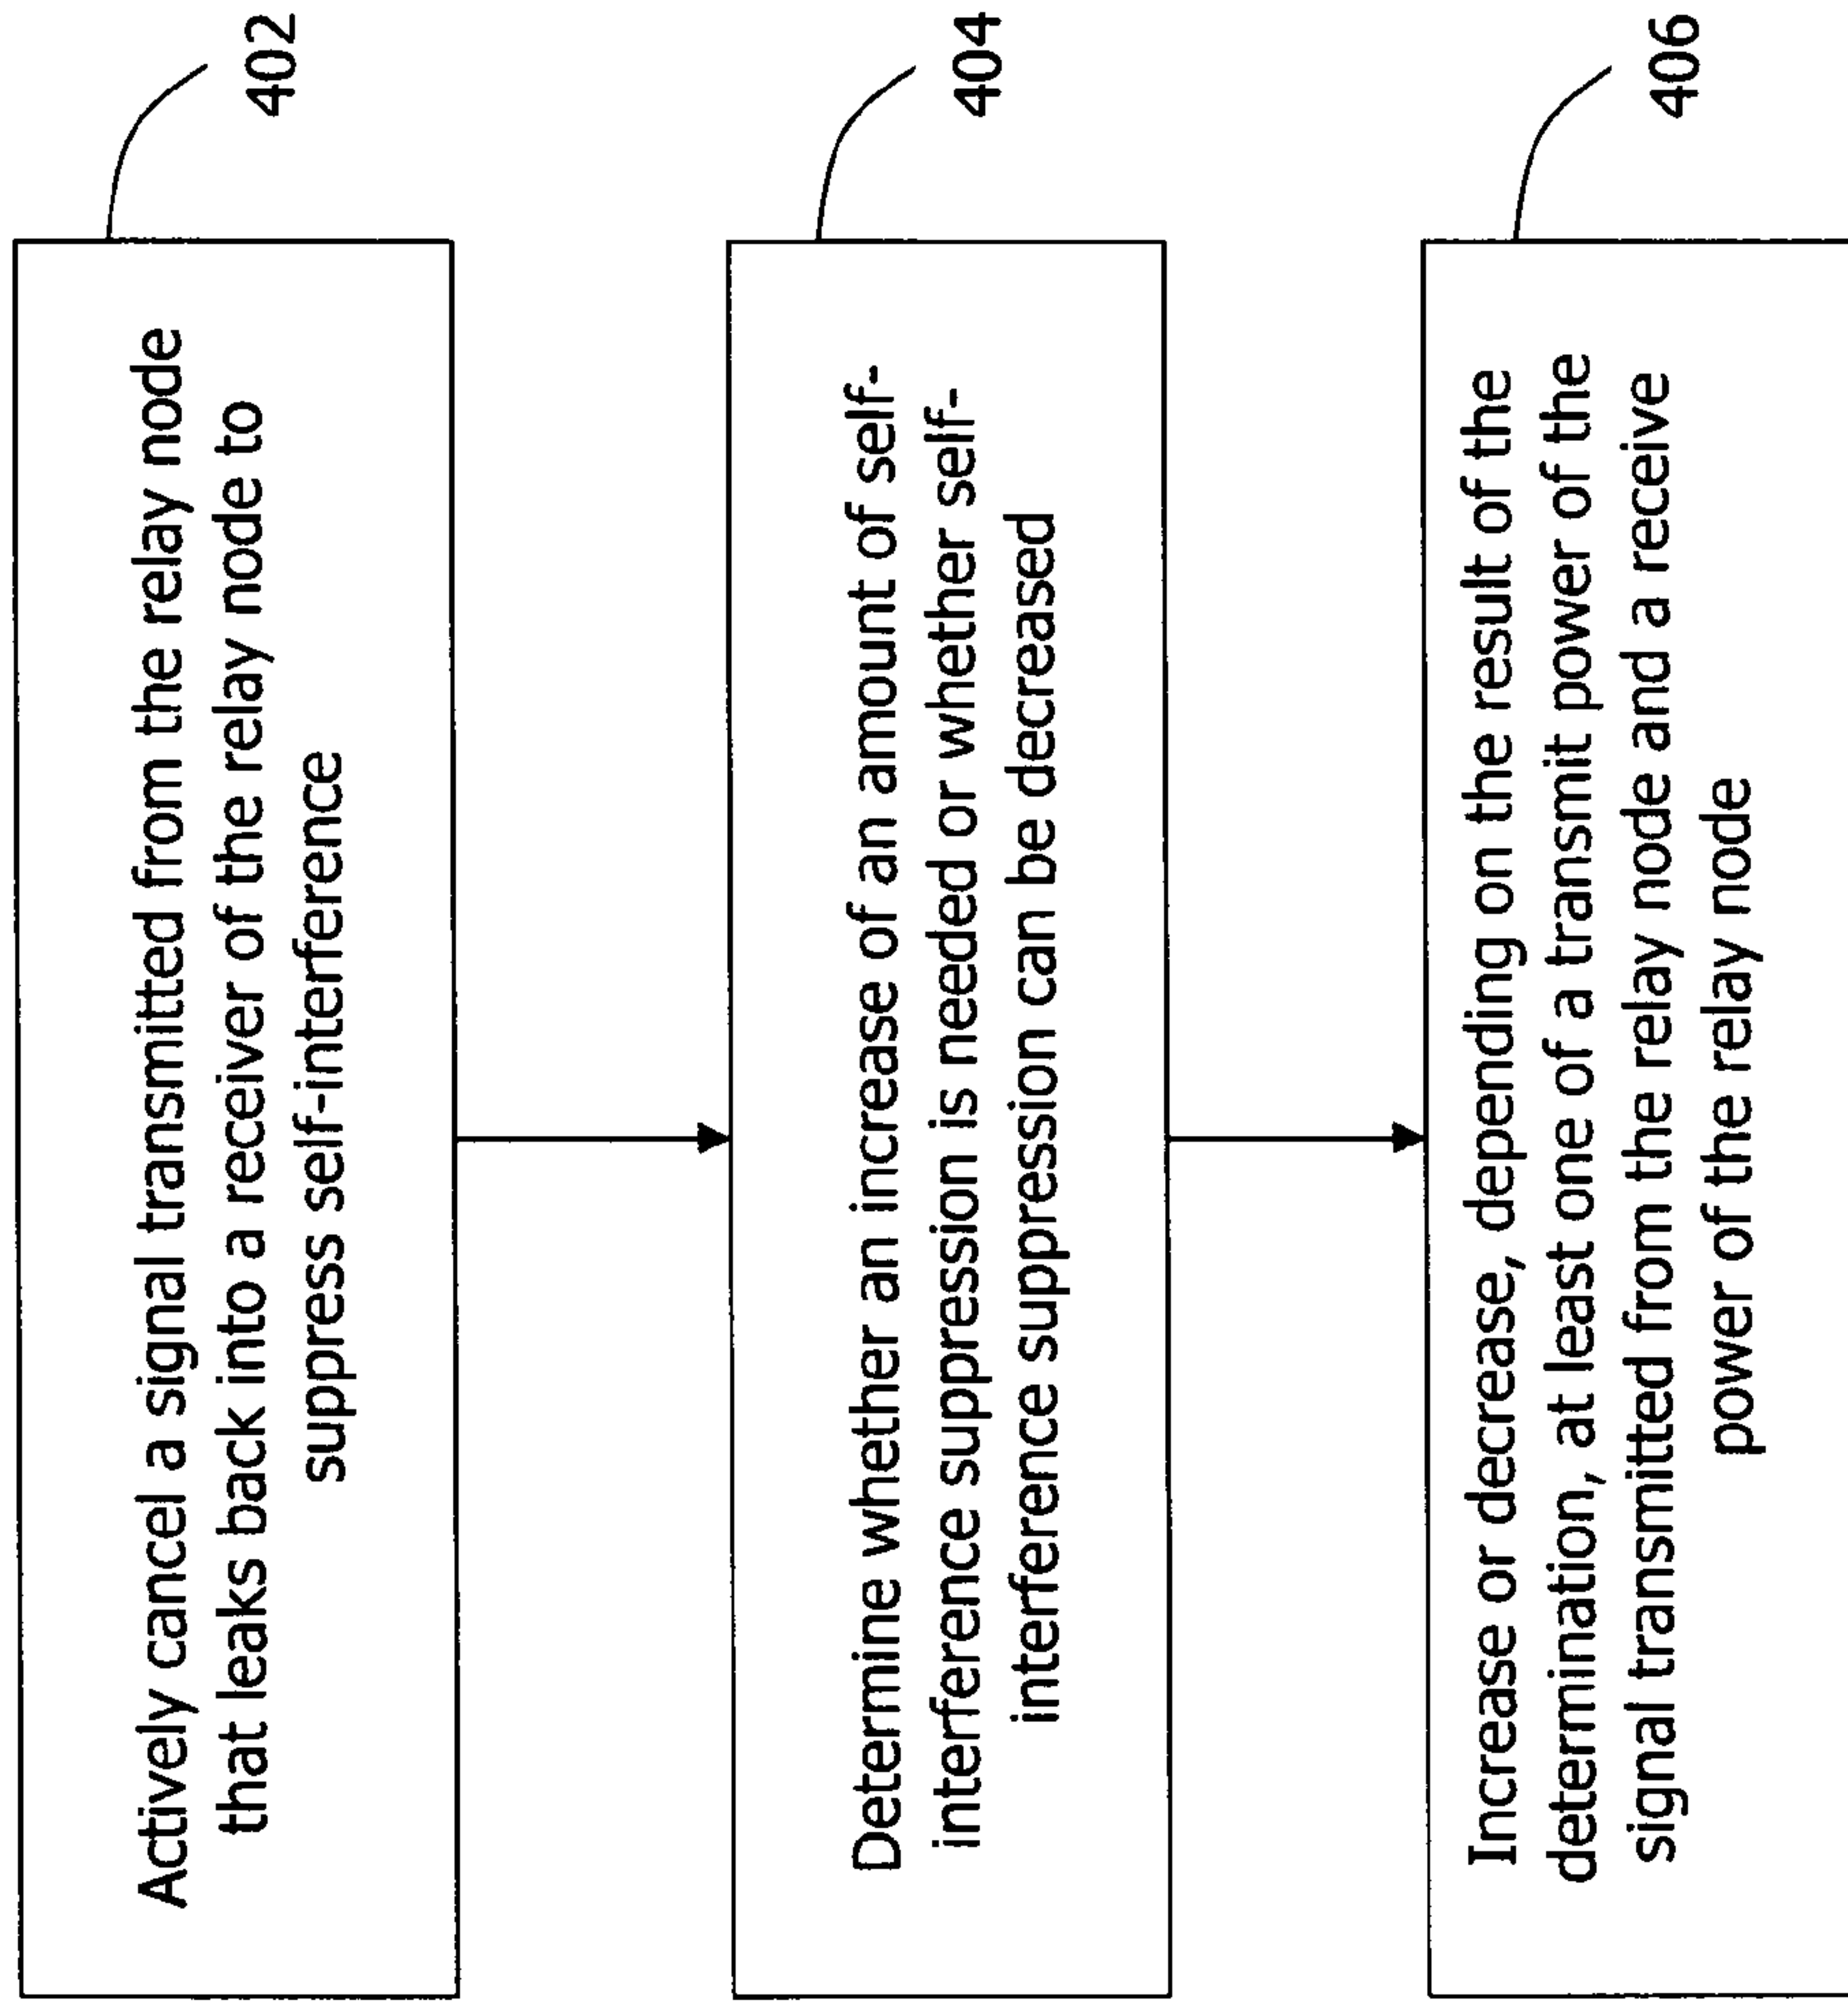 Actively cancel a signal transmitted from the relay node
that leaks back into a receiver of the relay node to
suppress self-interference
402
Determine whether an increase of an amount of self-
interference suppression is needed or whether self-
interference suppression can be decreased
404
Increase or decrease, depending on the result of the
determination, at least one of a transmit power of the
signal transmitted from the relay node and a receive
power of the relay node
406